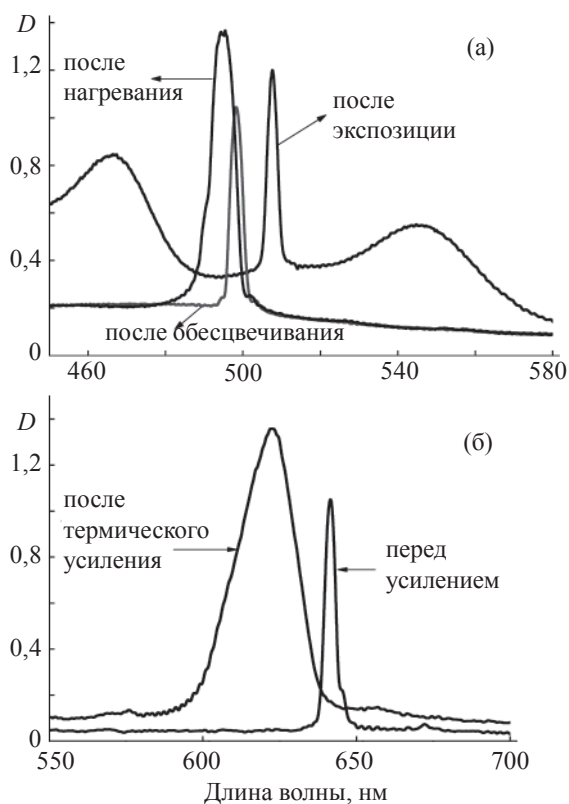 D
(а)
1,2
после
нагревания
после
экспозиции
0,8
0,4
после обесцвечивания
0
460
500
540
580
D
(б)
1,2
после
термического
усиления
перед
усилением
0,8
0,4
0
550
600
650
700
Длина волны, нм